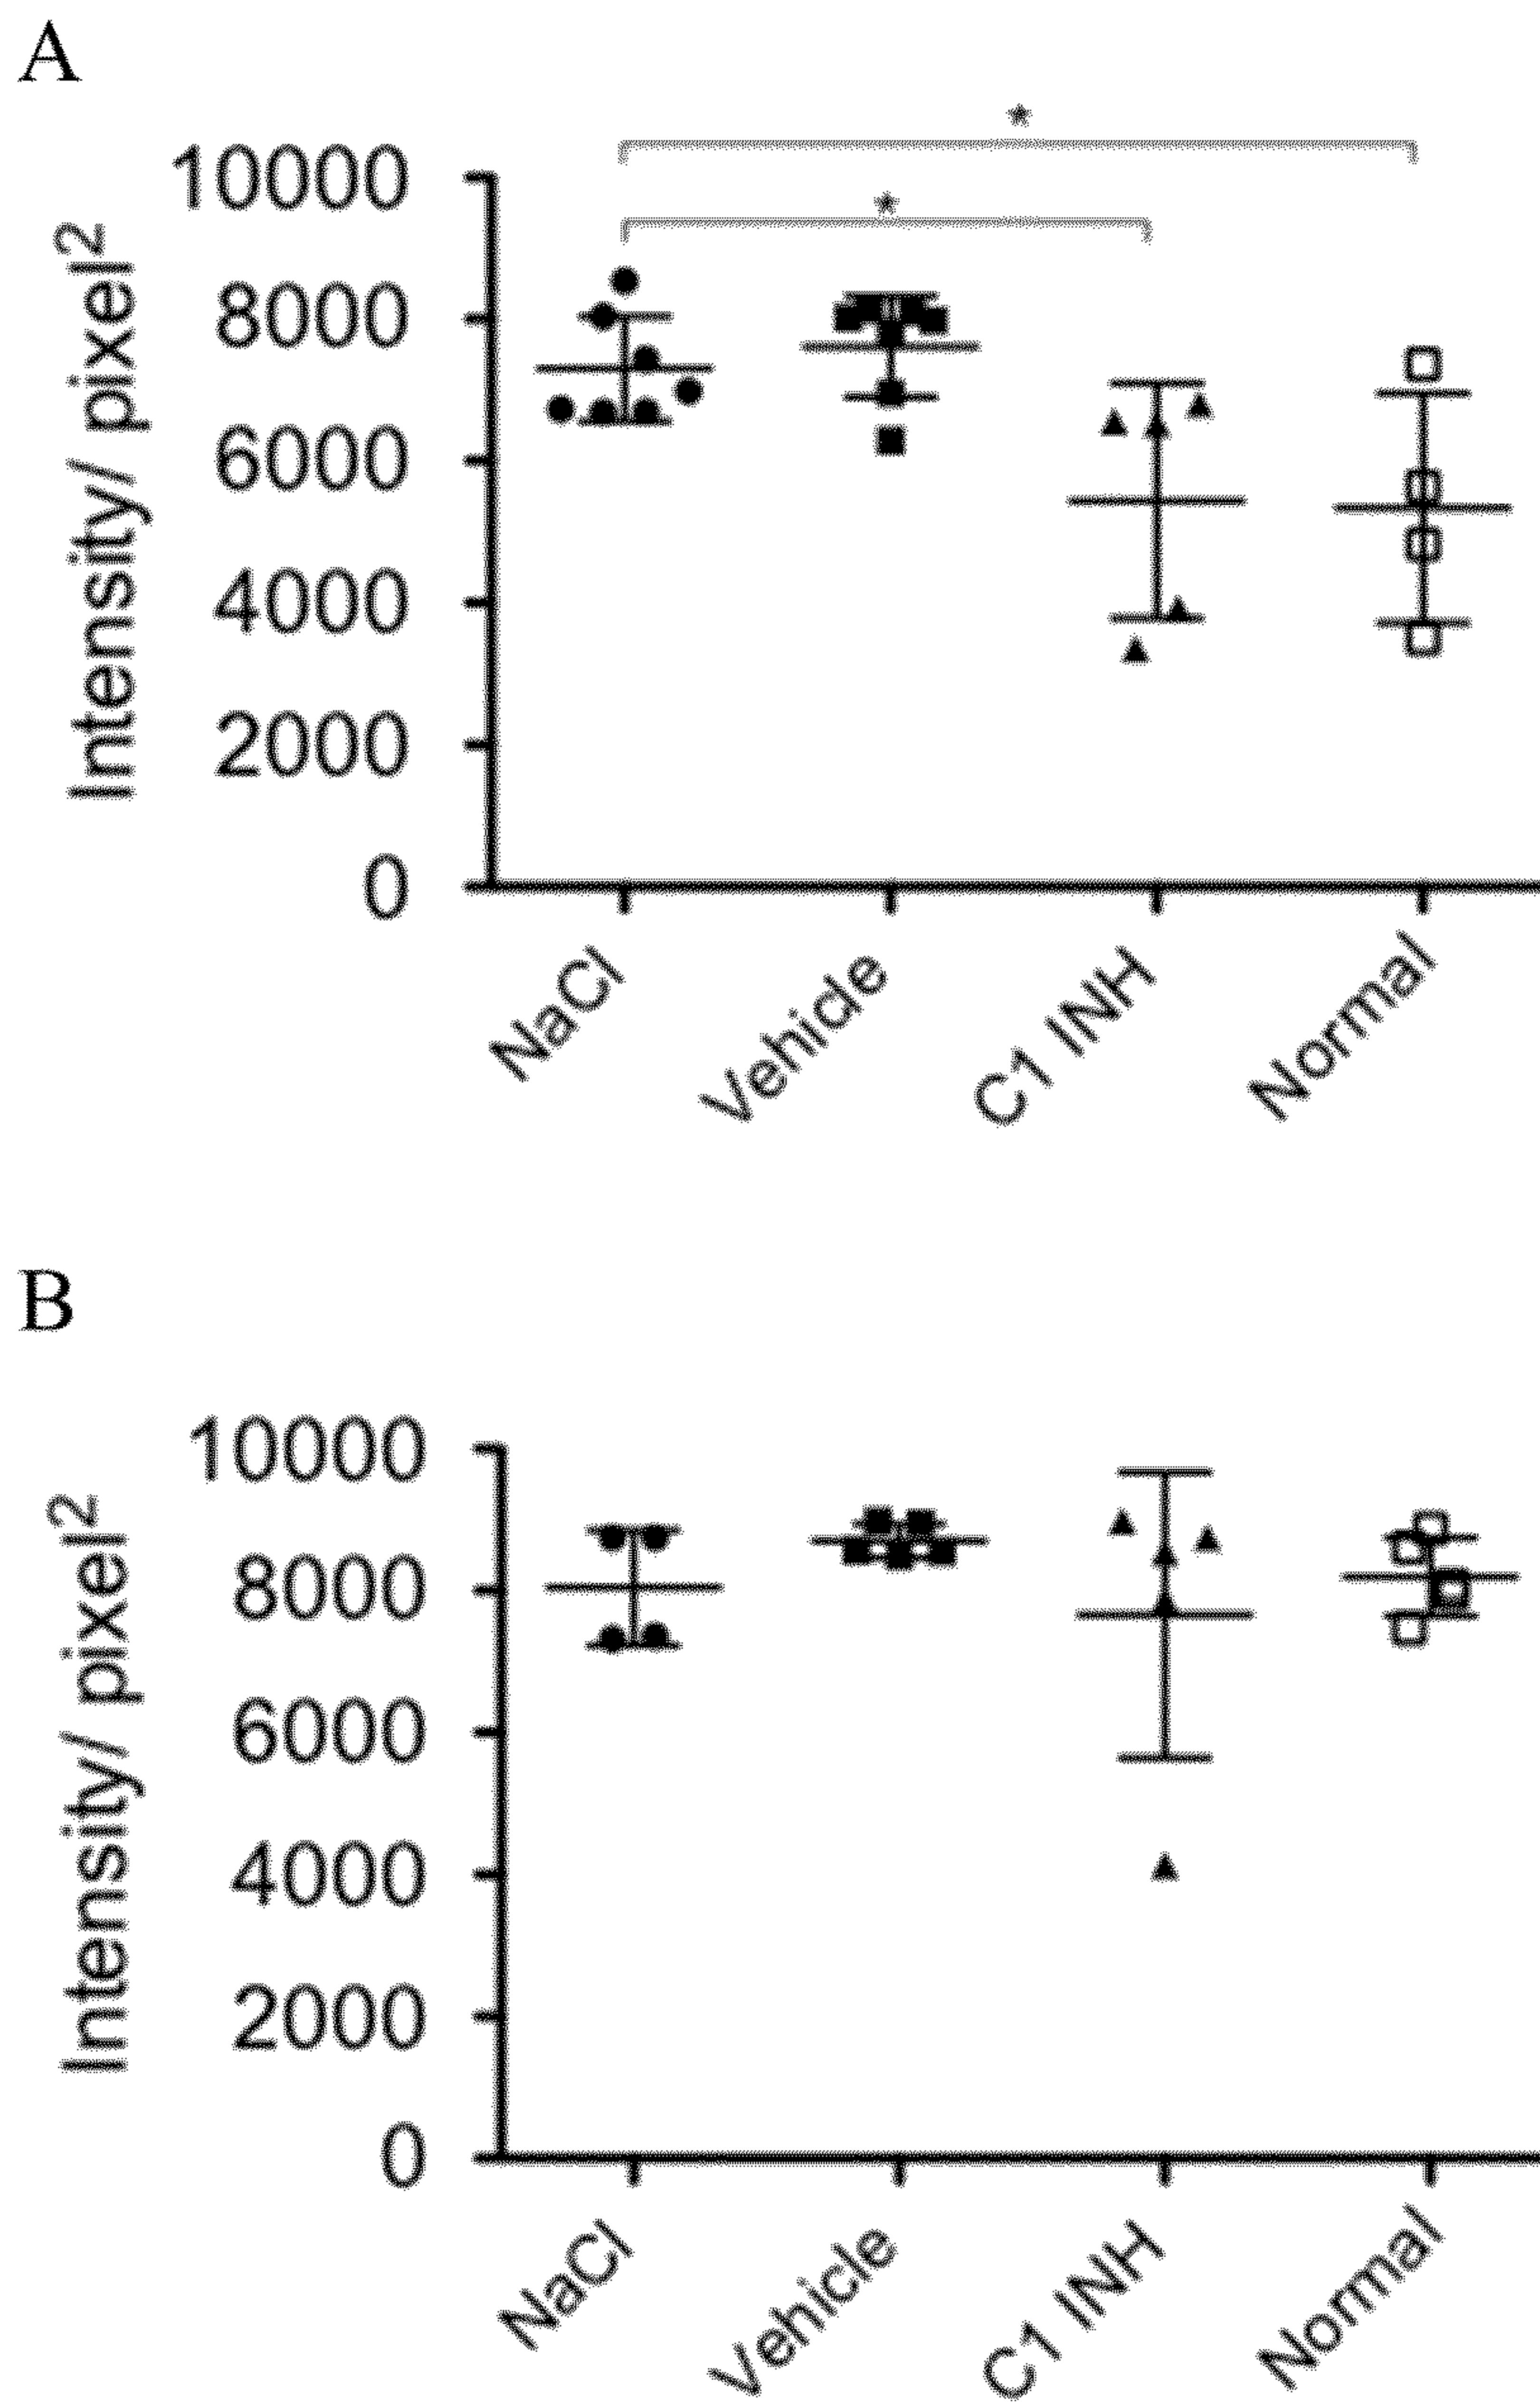 A
*
*
10000
8000
6000
4000
2000
0
Intensity/ pixel²
NaCl
Vehicle
C1 INH
Normal
B
10000
8000
6000
4000
2000
0
Intensity/ pixel²
NaCl
Vehicle
C1 INH
Normal